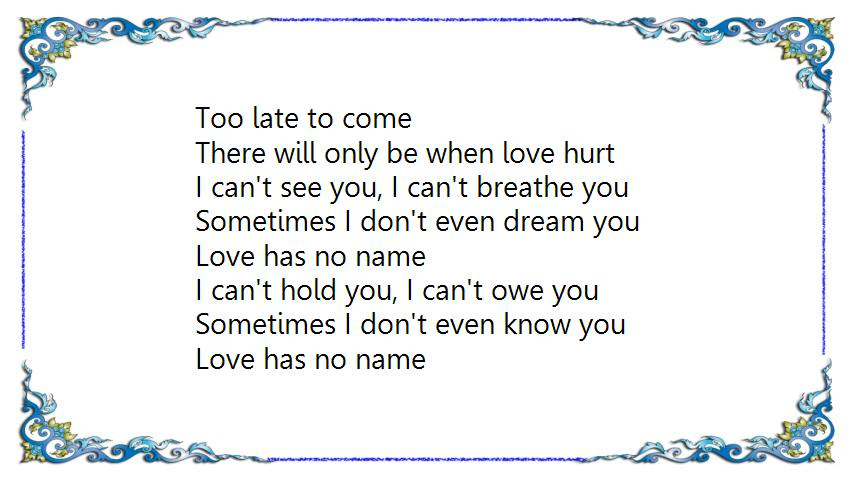 Too late to come
There will only be when love hurt
I can't see you, I can't breathe you
Sometimes I don't even dream you
Love has no name
I can't hold you, I can't owe you
Sometimes I don't even know you
Love has no name